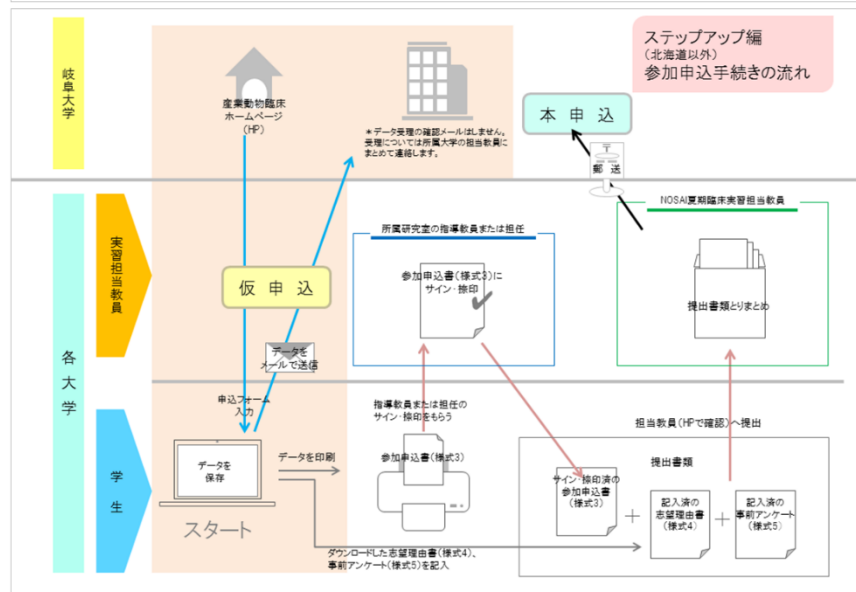 ステップアップ編
(北海道以外)
参加申込手続きの流れ
岐阜大学
産業動物臨床
ホームページ
(HP)
*データ受理の確認メールはしません。
受理については所属大学の担当教員に
まとめて連絡します。
本申込
〒
郵送
各大学
実習担当教員
仮申込
データを
メールで送信
所属研究室の指導教員または担任
参加申込書(様式3)に
サイン・捺印
NOSAI夏期臨床実習担当教員
提出書類とりまとめ
学生
申込フォーム
入力
データを
保存
スタート
データを印刷
指導教員または担任の
サイン・捺印をもらう
参加申込書(様式3)
ダウンロードした志望理由書(様式4)、
事前アンケート(様式5)を記入
担当教員(HPで確認)へ提出
提出書類
サイン・捺印済の
参加申込書
(様式3)
+
記入済の
志望理由書
(様式4)
+
記入済の
事前アンケート
(様式5)